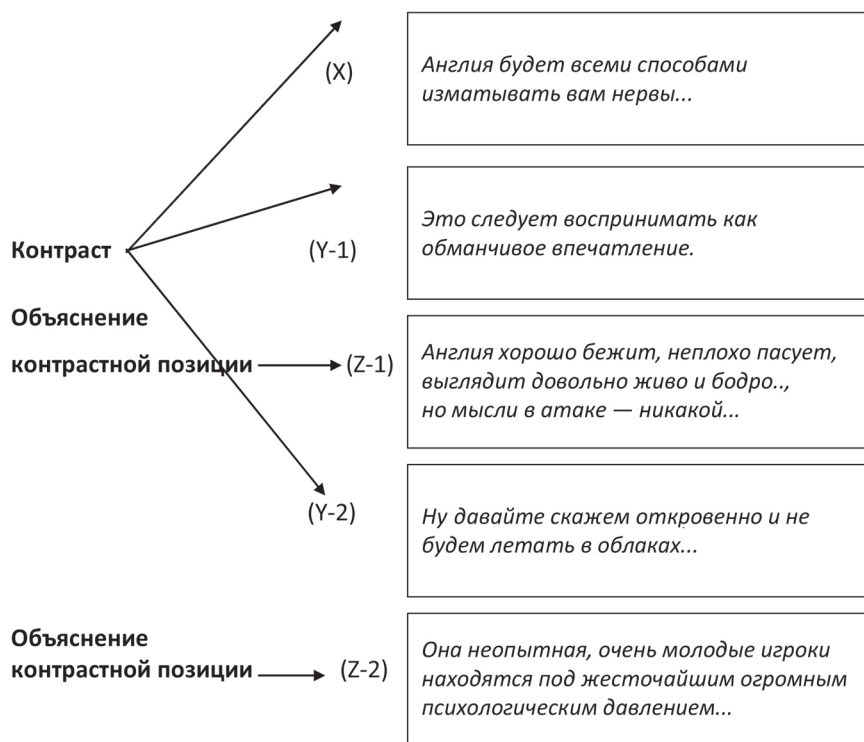 (X)
Англия будет всеми способами
изматывать вам нервы...
Контраст
(Y-1)
Это следует воспринимать как
обманчивое впечатление.
Объяснение
контрастной позиции
(Z-1)
Англия хорошо бежит, неплохо пасует,
выглядит довольно живо и бодро..,
но мысли в атаке — никакой...
(Y-2)
Ну давайте скажем откровенно и не
будем летать в облаках...
Объяснение
контрастной позиции
(Z-2)
Она неопытная, очень молодые игроки
находятся под жесточайшим огромным
психологическим давлением...